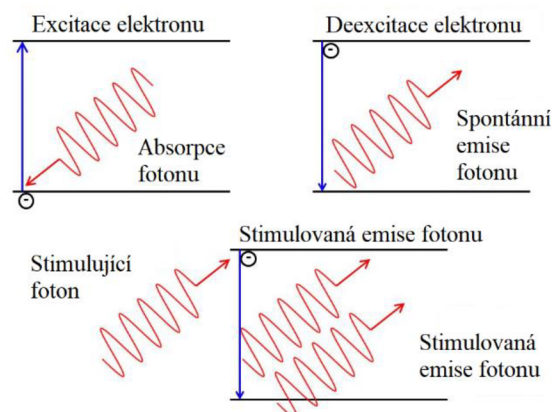 Excitace elektronu
Absorpce
fotonu
Deexcitace elektronu
Spontánní
emise
fotonu
Stimulovaná emise fotonu
Stimulující
foton
Stimulovaná
emise fotonu